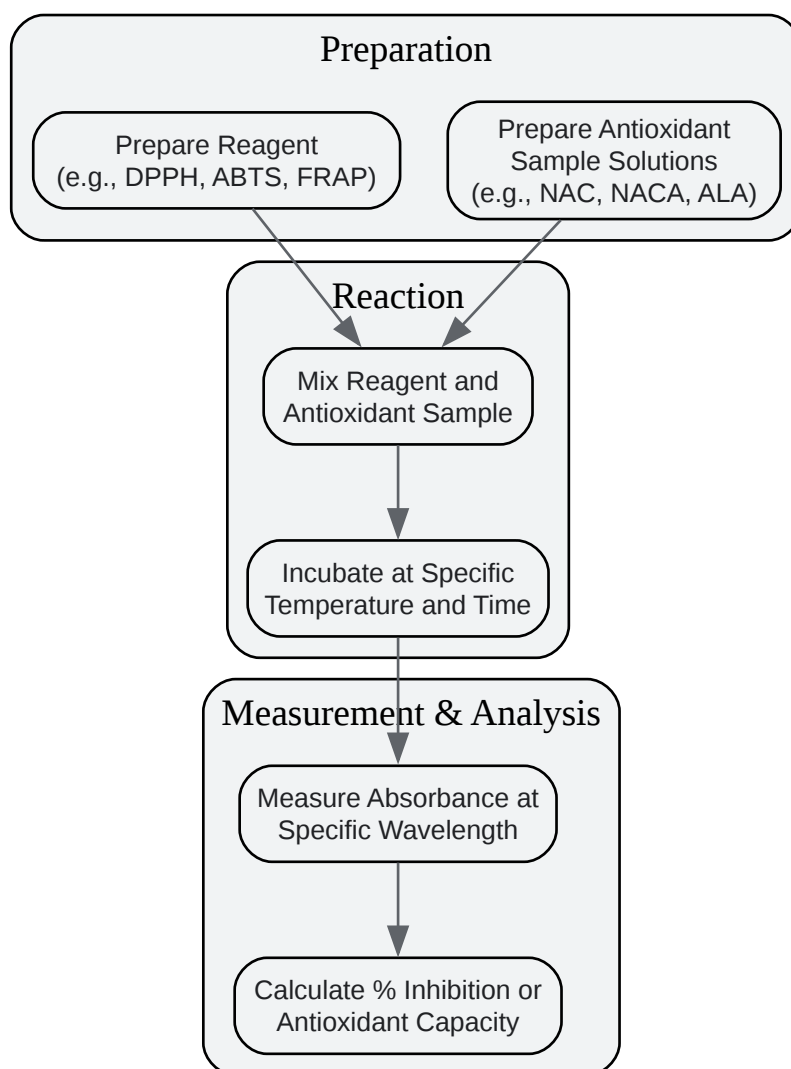 Preparation
Prepare Reagent
(e.g., DPPH, ABTS, FRAP)
Prepare Antioxidant
Sample Solutions
(e.g., NAC, NACA, ALA)
Reaction
Mix Reagent and
Antioxidant Sample
Incubate at Specific
Temperature and Time
Measurement & Analysis
Measure Absorbance at
Specific Wavelength
Calculate % Inhibition or
Antioxidant Capacity